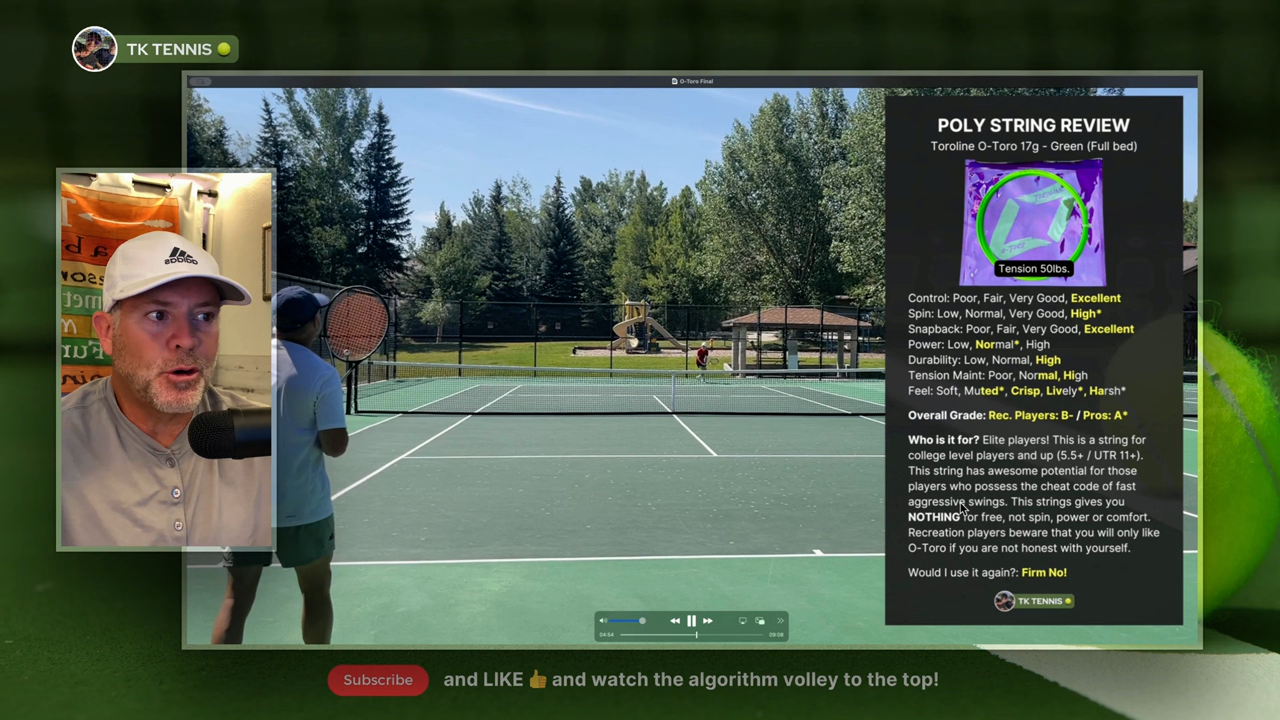 TK TENNIS
O-Toro Final
POLY STRING REVIEW
Toroline O-Toro 17g - Green (Full bed)
O-TORO
Tension 50lbs.
Control: Poor, Fair, Very Good, Excellent
Spin: Low, Normal, Very Good, High*
Snapback: Poor, Fair, Very Good, Excellent
Power: Low, Normal*, High
Durability: Low, Normal, High
Tension Maint: Poor, Normal, High
Feel: Soft, Muted*, Crisp, Lively*, Harsh*
Overall Grade: Rec. Players: B- / Pros: A*
Who is it for? Elite players! This is a string for
college level players and up (5.5+ / UTR 11+).
This string has awesome potential for those
players who possess the cheat code of fast
aggressive swings. This strings gives you
NOTHING for free, not spin, power or comfort.
Recreation players beware that you will only like
O-Toro if you are not honest with yourself.
Would I use it again?: Firm No!
TK TENNIS
adidas
04:54
09:08
Subscribe and LIKE 👍 and watch the algorithm volley to the top!